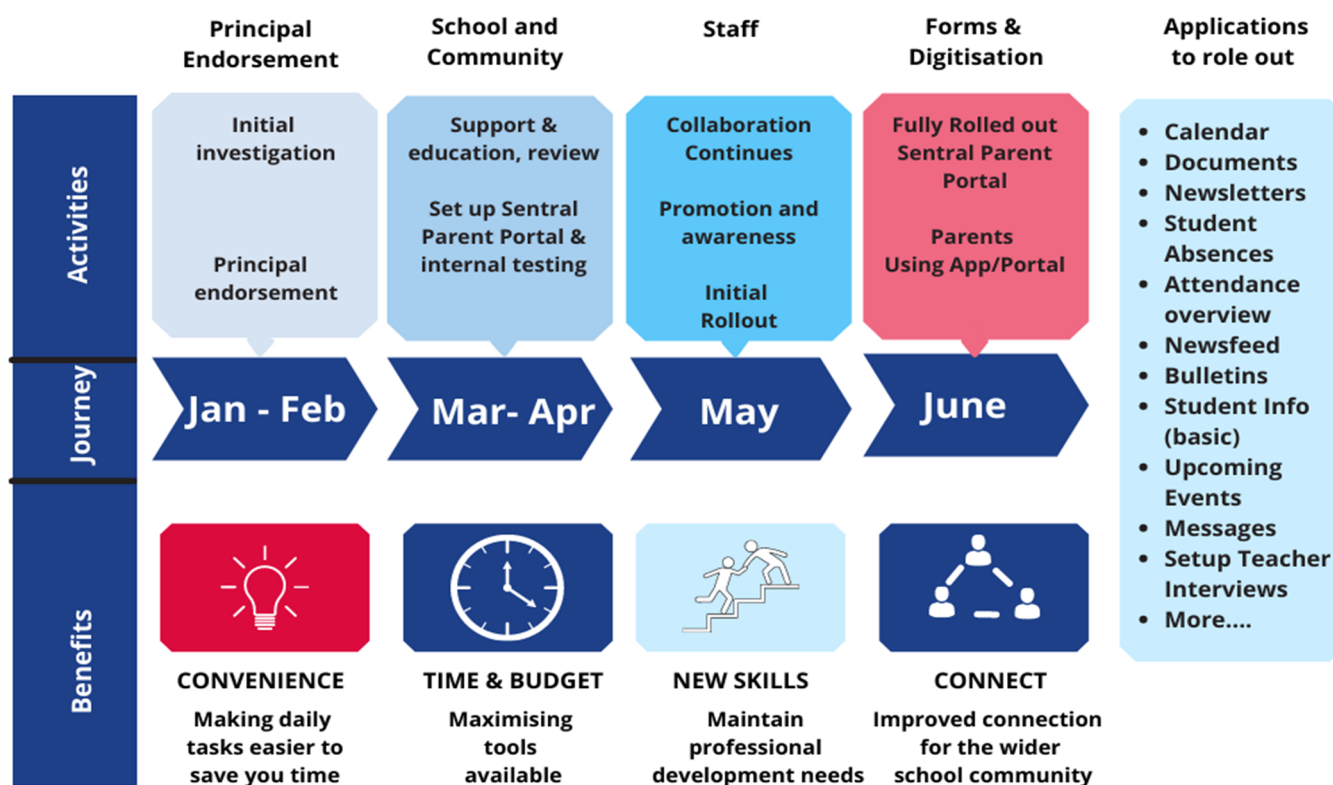 Principal
Endorsement
School and
Community
Staff
Forms &
Digitisation
Applications
to role out
Activities
Initial
investigation
Principal
endorsement
Support &
education, review
Set up Sentral
Parent Portal &
internal testing
Collaboration
Continues
Promotion and
awareness
Initial
Rollout
Fully Rolled out
Sentral Parent
Portal
Parents
Using App/Portal
• Calendar
• Documents
• Newsletters
• Student
Absences
• Attendance
overview
• Newsfeed
• Bulletins
• Student Info
(basic)
• Upcoming
Events
• Messages
• Setup Teacher
Interviews
• More....
Journey
Jan - Feb
Mar- Apr
May
June
Benefits
CONVENIENCE
Making daily
tasks easier to
save you time
TIME & BUDGET
Maximising
tools
available
NEW SKILLS
Maintain
professional
development needs
CONNECT
Improved connection
for the wider
school community